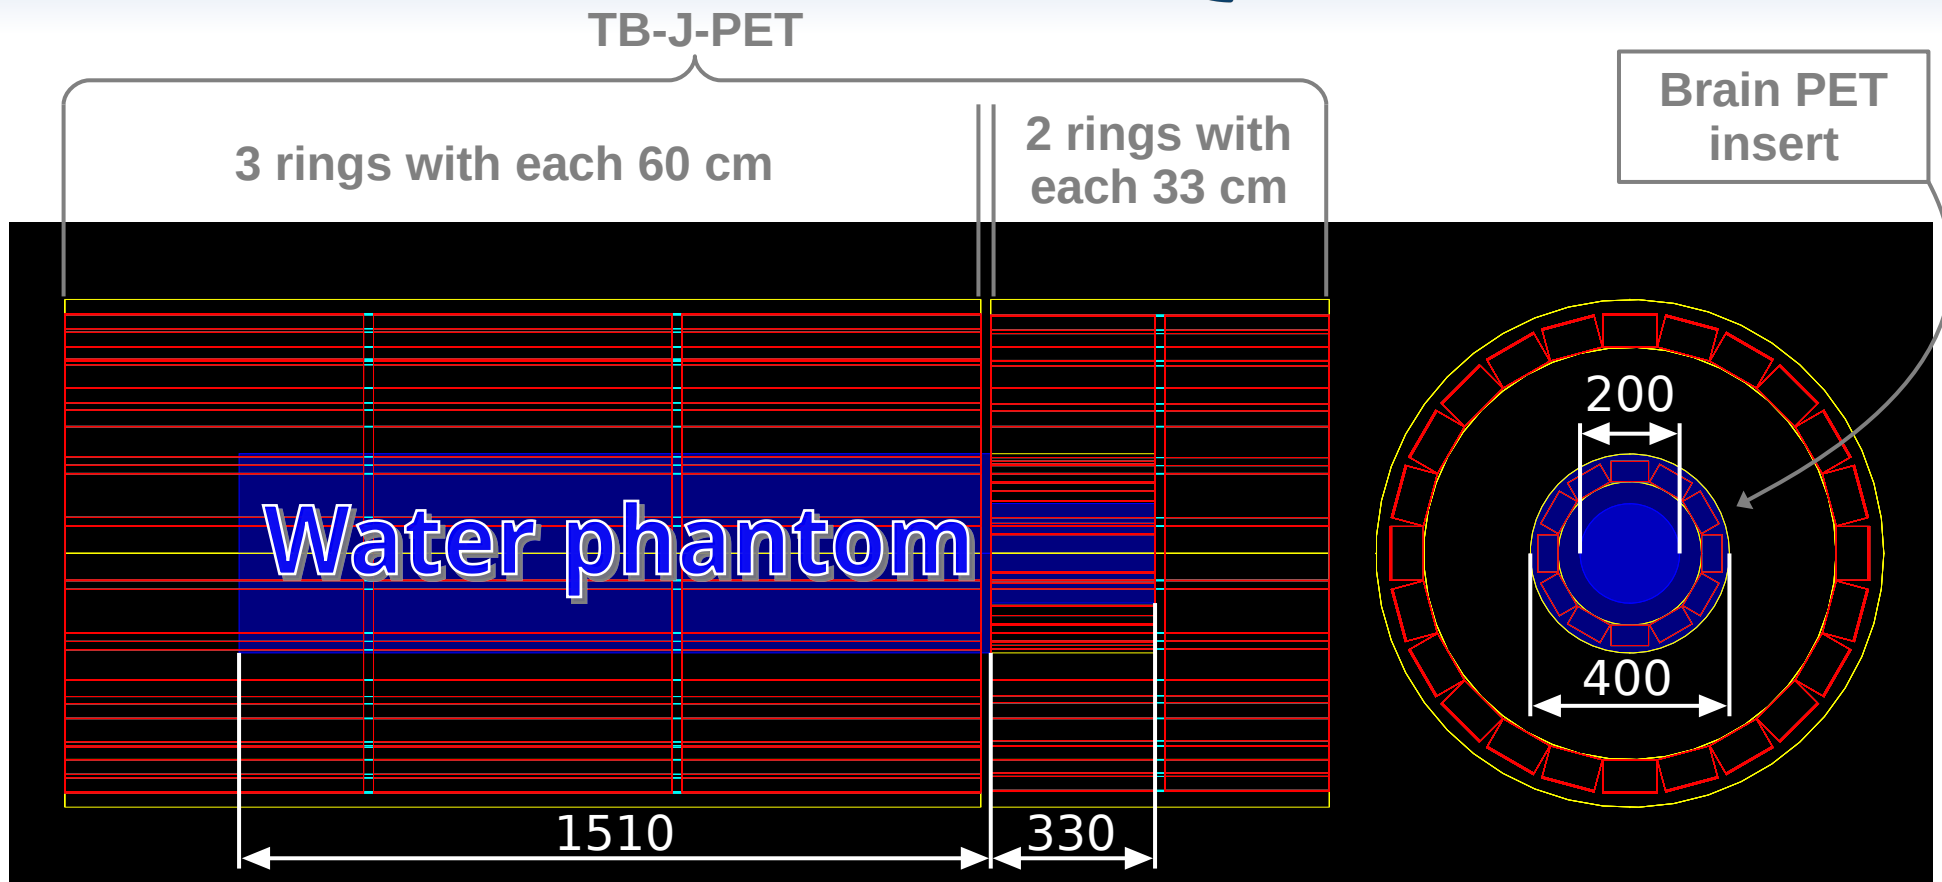 TB-J-PET
3 rings with each 60 cm
2 rings with
each 33 cm
Brain PET
insert
Water phantom
200
400
1510
330